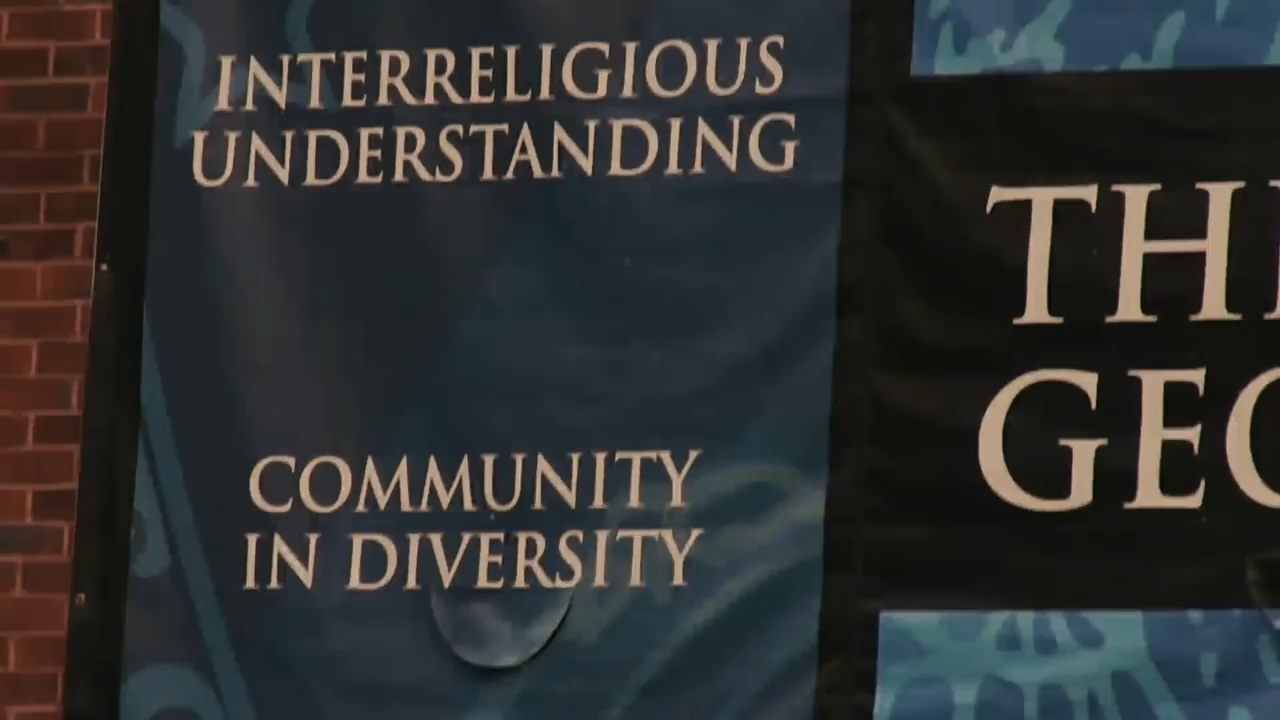 INTERRELIGIOUS
UNDERSTANDING
COMMUNITY
IN DIVERSITY